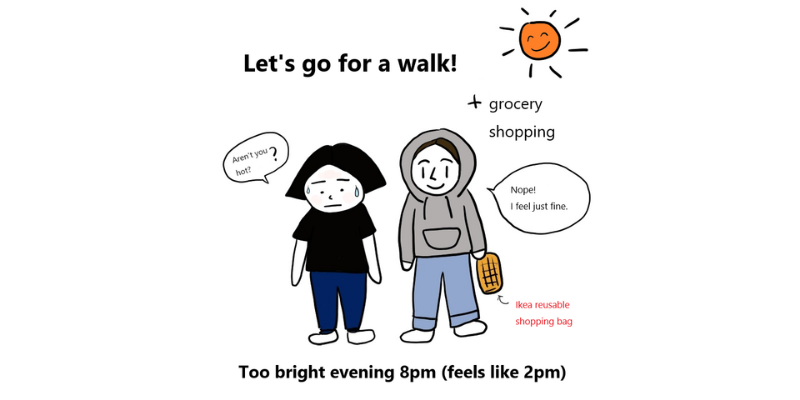 Let's go for a walk!
+ grocery
shopping
Aren't you ?
hot?
Nope!
I feel just fine.
Ikea reusable
shopping bag
Too bright evening 8pm (feels like 2pm)